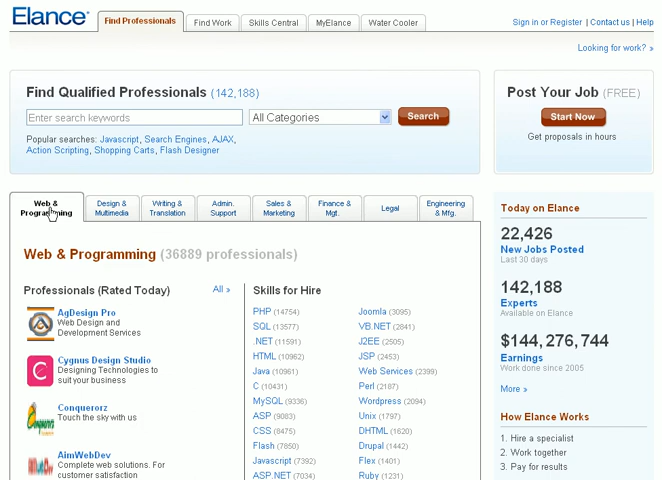 Elance®
Find Professionals
Find Work
Skills Central
MyElance
Water Cooler
Sign in or Register | Contact us | Help
Looking for work? »
Find Qualified Professionals (142,188)
Enter search keywords
All Categories
Search
Popular searches: Javascript, Search Engines, AJAX,
Action Scripting, Shopping Carts, Flash Designer
Post Your Job (FREE)
Start Now
Get proposals in hours
Web &
Programming
Design &
Multimedia
Writing &
Translation
Admin.
Support
Sales &
Marketing
Finance &
Mgt.
Legal
Engineering
& Mfg.
Web & Programming (36889 professionals)
Professionals (Rated Today)
All »
AgDesign Pro
Web Design and
Development Services
Cygnus Design Studio
Designing Technologies to
suit your business
Conquerorz
Touch the sky with us
AimWebDev
Complete web solutions. For
customer satisfaction
Skills for Hire
PHP (14754)
SQL (13577)
.NET (11591)
HTML (10962)
Java (10961)
C (10431)
MySQL (9336)
ASP (9083)
CSS (8475)
Flash (7850)
Javascript (7392)
ASP.NET (7034)
Joomla (3095)
VB.NET (2841)
J2EE (2505)
JSP (2453)
Web Services (2399)
Perl (2187)
Wordpress (2094)
Unix (1797)
DHTML (1620)
Drupal (1442)
Flex (1401)
Ruby (1231)
Today on Elance
22,426
New Jobs Posted
Last 30 days
142,188
Experts
Available on Elance
$144,276,744
Earnings
Work done since 2005
More »
How Elance Works
1. Hire a specialist
2. Work together
3. Pay for results